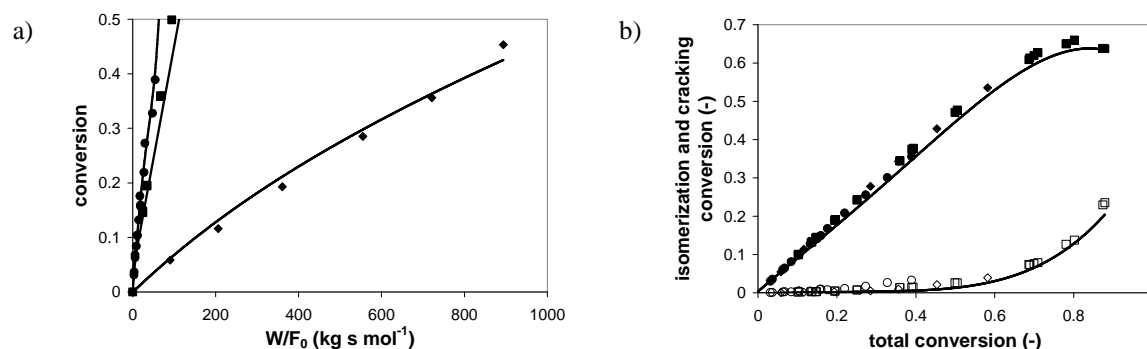 a)
0.5
0.4
0.3
0.2
0.1
0
conversion
0 200 400 600 800 1000
W/F₀ (kg s mol⁻¹)
b)
0.7
0.6
0.5
0.4
0.3
0.2
0.1
0
isomerization and cracking
conversion (-)
0 0.2 0.4 0.6 0.8
total conversion (-)